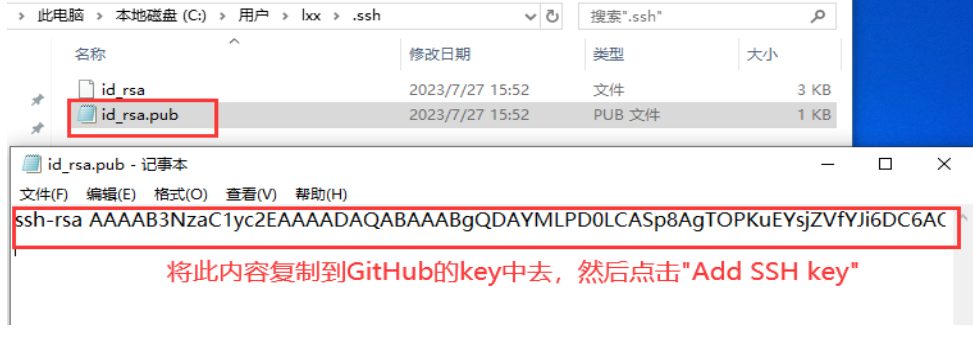 › 此电脑 › 本地磁盘 (C:) › 用户 › lxx › .ssh 搜索".ssh"
名称 修改日期 类型 大小
id_rsa 2023/7/27 15:52 文件 3 KB
id_rsa.pub 2023/7/27 15:52 PUB 文件 1 KB
id_rsa.pub - 记事本
文件(F) 编辑(E) 格式(O) 查看(V) 帮助(H)
ssh-rsa AAAAB3NzaC1yc2EAAAADAQABAAABgQDAYMLPD0LCASp8AgTOPKuEYsjZVfYJi6DC6AC
将此内容复制到GitHub的key中去，然后点击"Add SSH key"